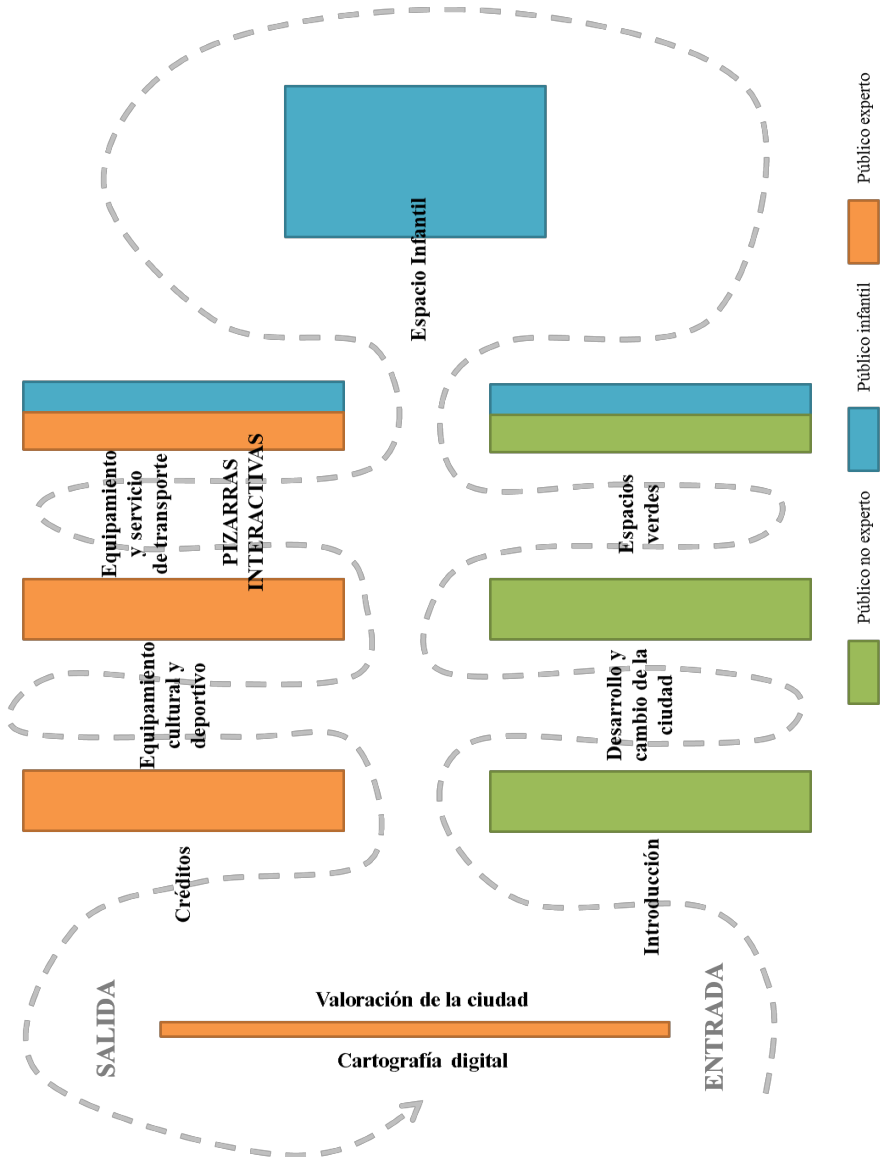 SALIDA
Créditos
Equipamiento
cultural y
deportivo
Equipamiento
y servicio
de transporte
PIZARRAS
INTERACTIVAS
Espacio Infantil
Valoración de la ciudad
Cartografía digital
ENTRADA
Introducción
Desarrollo y
cambio de la
ciudad
Espacios
verdes
Público no experto
Público infantil
Público experto